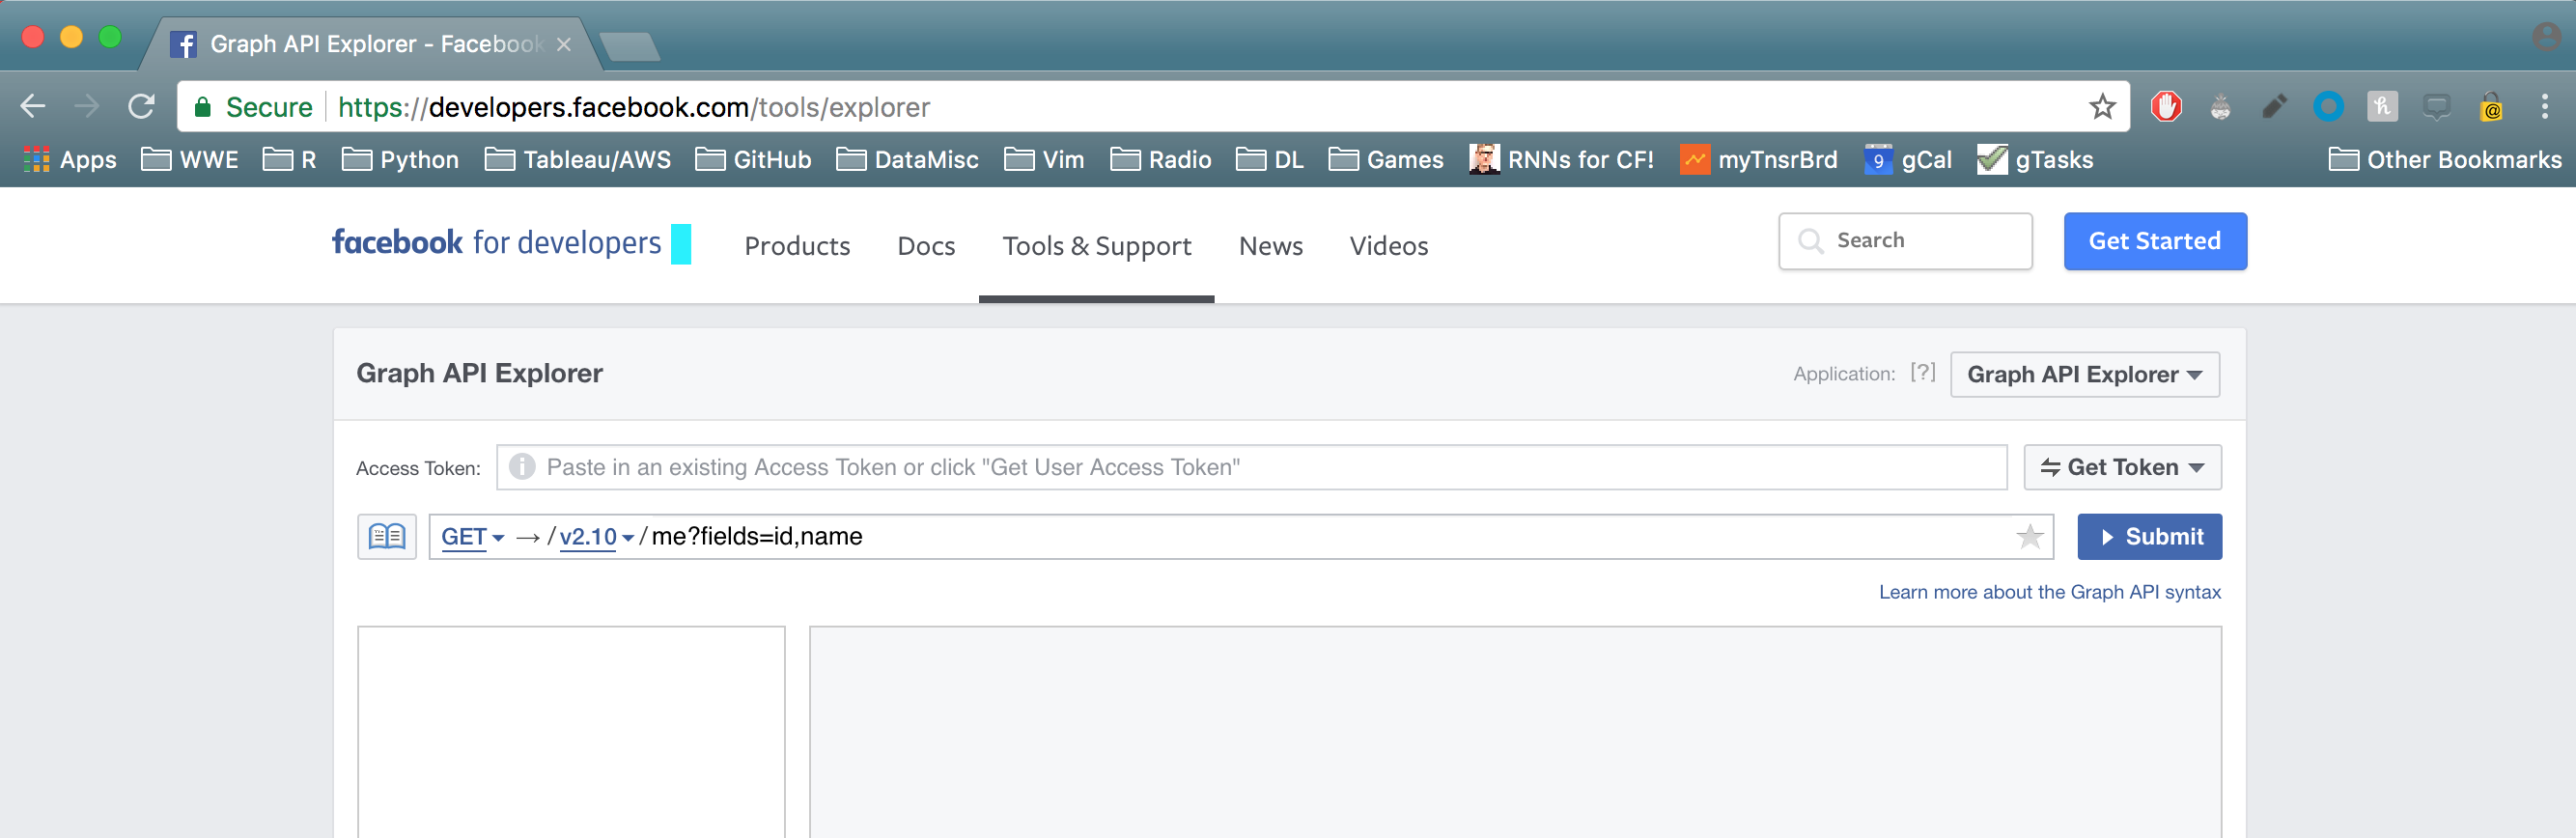 Graph API Explorer - Facebook
Secure https://developers.facebook.com/tools/explorer
Apps WWE R Python Tableau/AWS GitHub DataMisc Vim Radio DL Games RNNs for CF! myTnsrBrd 9 gCal gTasks Other Bookmarks
facebook for developers Products Docs Tools & Support News Videos Search Get Started
Graph API Explorer Application: [?] Graph API Explorer
Access Token: Paste in an existing Access Token or click "Get User Access Token" Get Token
GET → / v2.10 / me?fields=id,name Submit
Learn more about the Graph API syntax